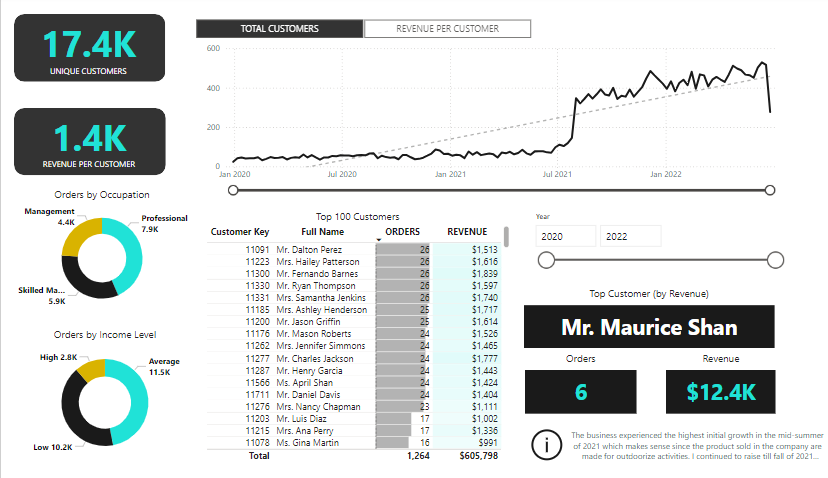 17.4K
UNIQUE CUSTOMERS
1.4K
REVENUE PER CUSTOMER
Orders by Occupation
Management
4.4K
Professional
7.9K
Skilled Ma...
5.9K
Orders by Income Level
High 2.8K
Average
11.5K
Low 10.2K
TOTAL CUSTOMERS REVENUE PER CUSTOMER
600
400
200
0
Jan 2020 Jul 2020 Jan 2021 Jul 2021 Jan 2022
Top 100 Customers
Customer Key Full Name ORDERS REVENUE
11091 Mr. Dalton Perez 26 $1,513
11223 Mrs. Hailey Patterson 26 $1,616
11300 Mr. Fernando Barnes 26 $1,839
11330 Mr. Ryan Thompson 26 $1,597
11331 Mrs. Samantha Jenkins 26 $1,740
11185 Mrs. Ashley Henderson 25 $1,717
11200 Mr. Jason Griffin 25 $1,614
11176 Mr. Mason Roberts 24 $1,526
11262 Mrs. Jennifer Simmons 24 $1,465
11277 Mr. Charles Jackson 24 $1,777
11287 Mr. Henry Garcia 24 $1,443
11566 Ms. April Shan 24 $1,424
11711 Mr. Daniel Davis 24 $1,404
11276 Mrs. Nancy Chapman 23 $1,111
11203 Mr. Luis Diaz 17 $1,002
11215 Mrs. Ana Perry 17 $1,336
11078 Ms. Gina Martin 16 $991
Total 1,264 $605,798
Year
2020 2022
Top Customer (by Revenue)
Mr. Maurice Shan
Orders Revenue
6 $12.4K
The business experienced the highest initial growth in the mid-summer
of 2021 which makes sense since the product sold in the company are
made for outdoorize activities. I continued to raise till fall of 2021...